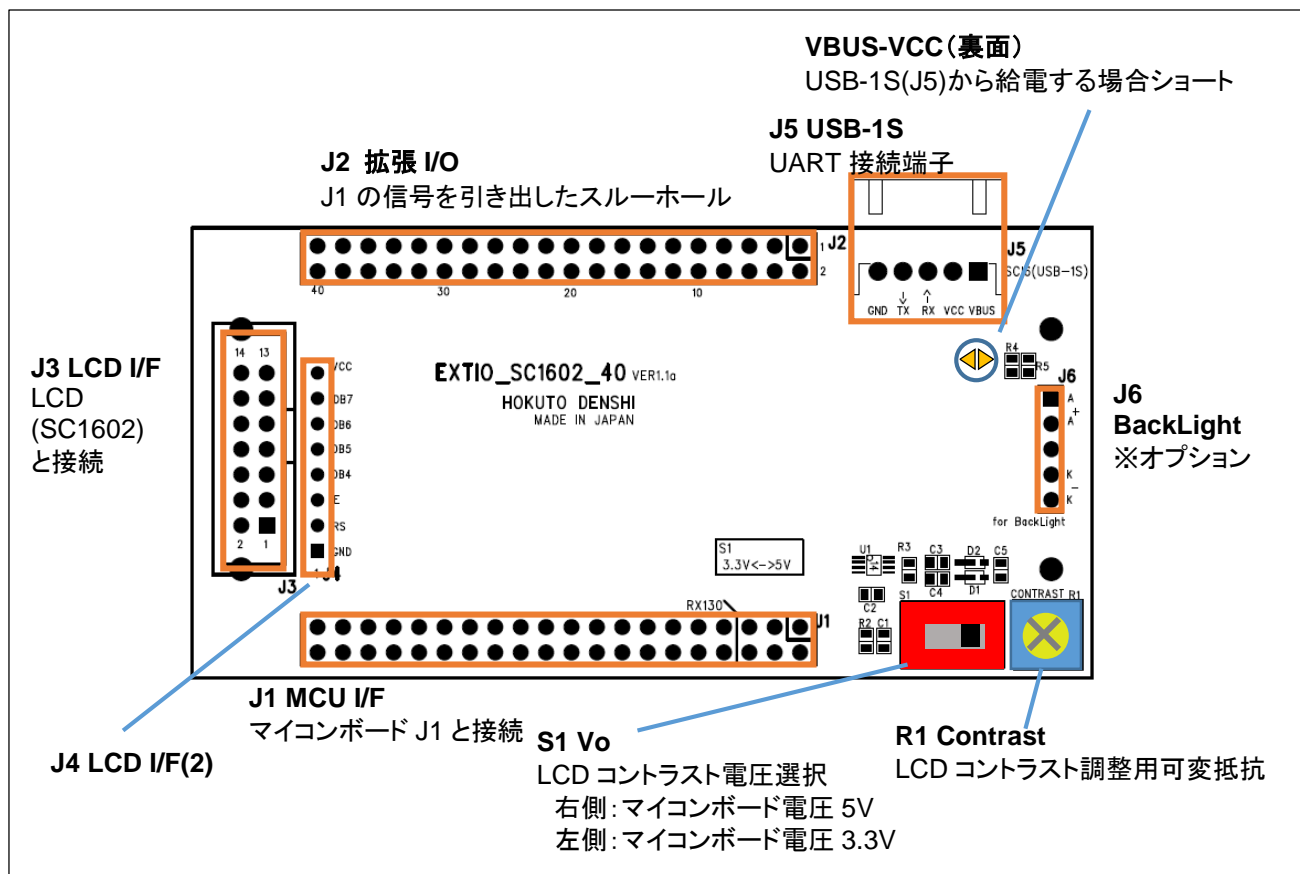 VBUS-VCC(裏面)
USB-1S(J5)から給電する場合ショート
J5 USB-1S
UART 接続端子
J2 拡張 I/O
J1 の信号を引き出したスルーホール
1
J2
2
40
30
20
10
J5
SCI6(USB-1S)
GND
TX
RX
VCC
VBUS
J3 LCD I/F
LCD
(SC1602)
と接続
14
13
2
1
J3
VCC
DB7
DB6
DB5
DB4
E
RS
GND
1
J4
EXTIO_SC1602_40 VER1.1a
HOKUTO DENSHI
MADE IN JAPAN
R4
R5
J6
A
+
A
K
-
K
for BackLight
J6
BackLight
※オプション
S1
3.3V<->5V
U1
R3
C3
D2
C5
C4
D1
C2
S1
CONTRAST R1
R2
C1
RX130
J1
J1 MCU I/F
マイコンボード J1 と接続
J4 LCD I/F(2)
S1 Vo
LCD コントラスト電圧選択
右側:マイコンボード電圧 5V
左側:マイコンボード電圧 3.3V
R1 Contrast
LCD コントラスト調整用可変抵抗